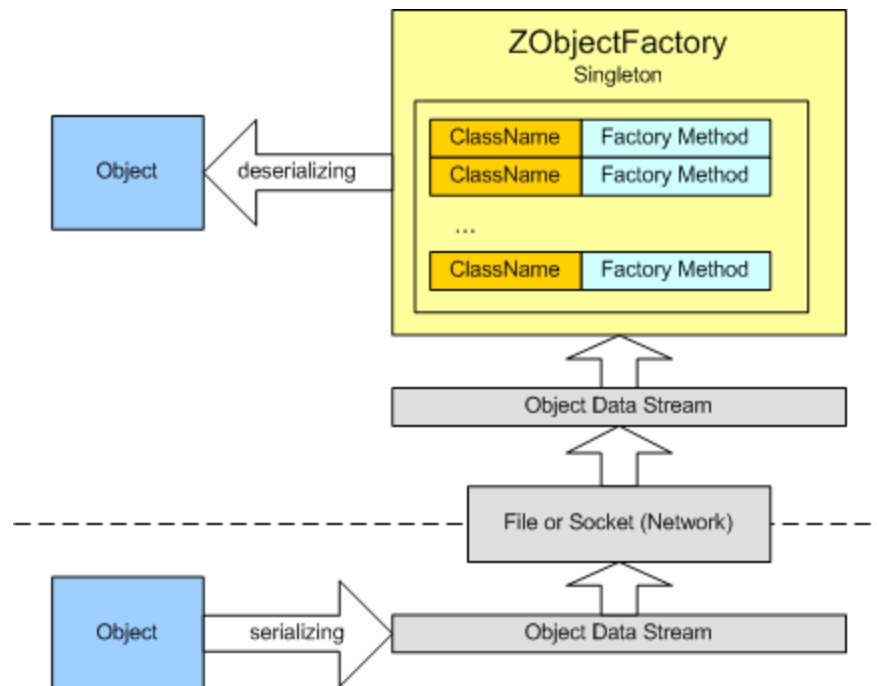 ZObjectFactory
Singleton
ClassName Factory Method
ClassName Factory Method
...
ClassName Factory Method
Object
deserializing
Object Data Stream
File or Socket (Network)
Object
serializing
Object Data Stream